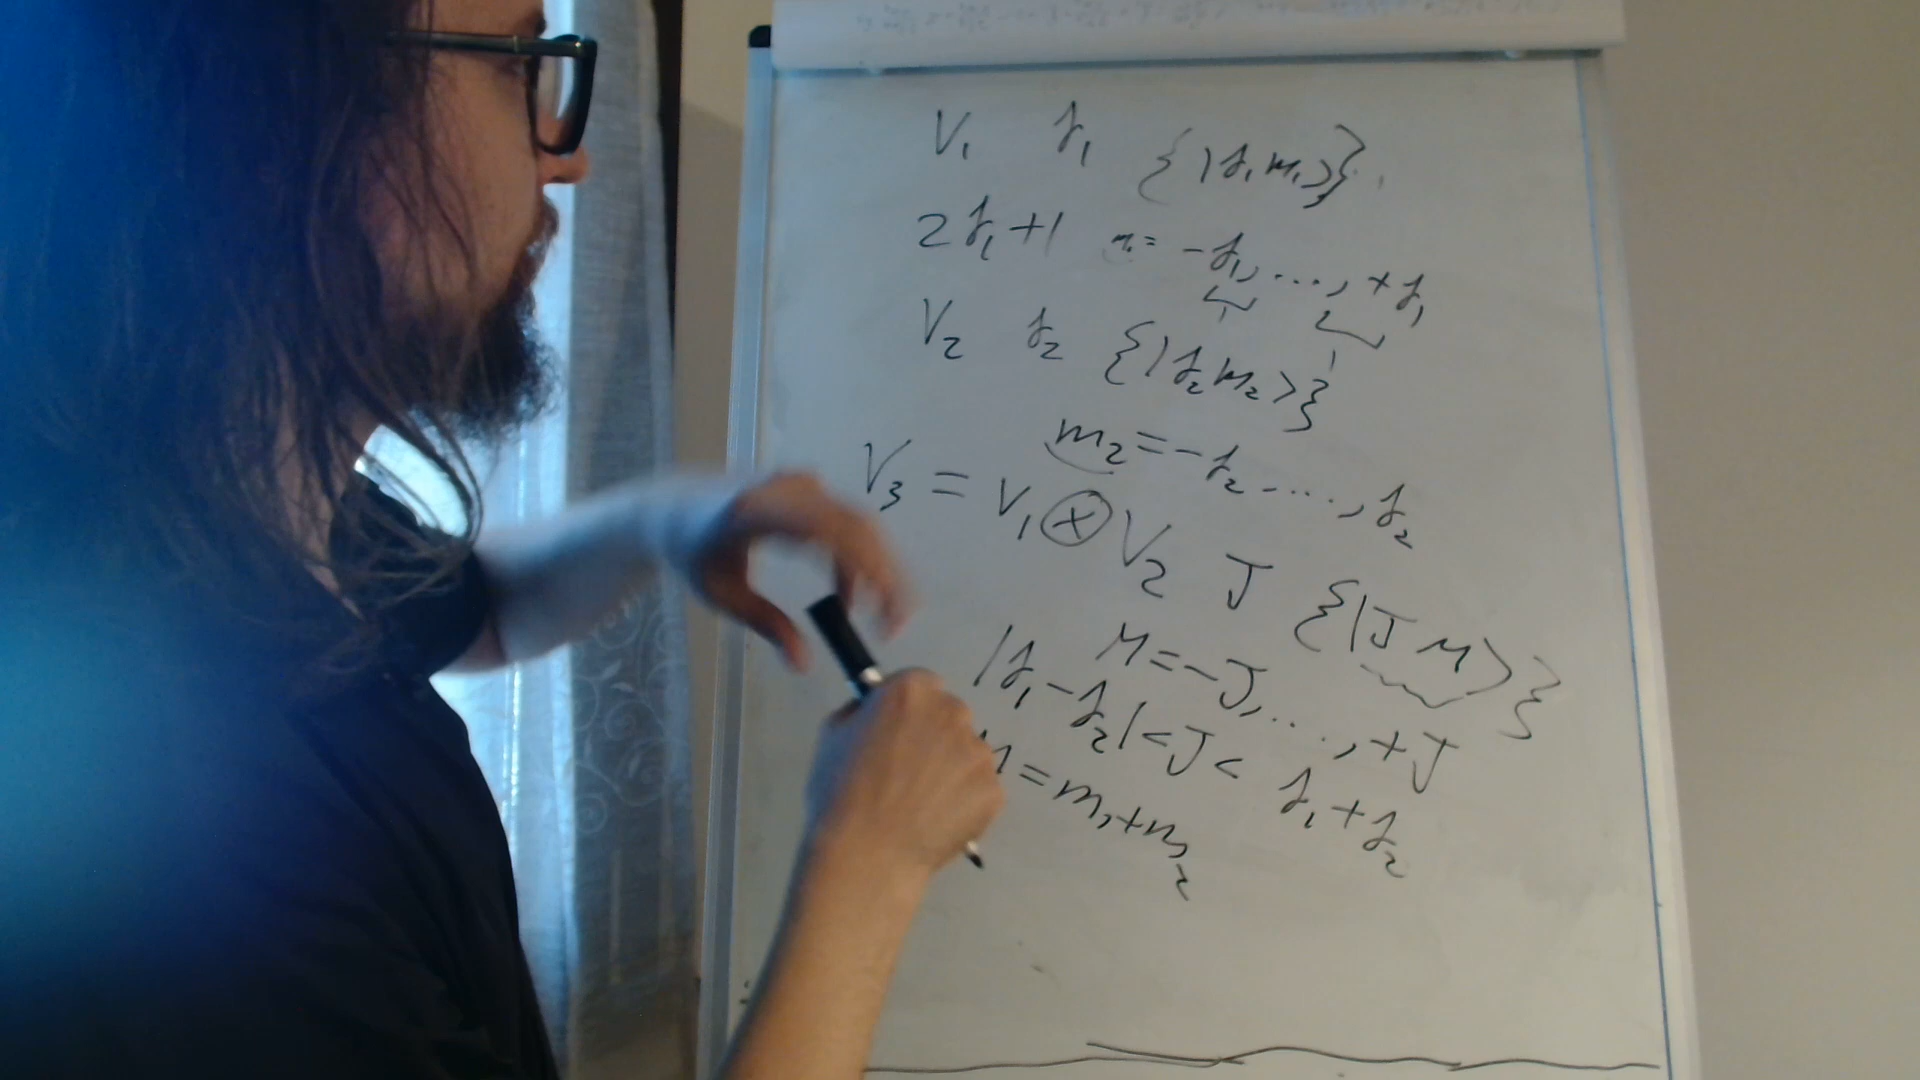 V₁ j₁ {|j₁ m₁⟩}
2j₁+1 m₁ = -j₁, ..., +j₁
V₂ j₂ {|j₂ m₂⟩}
m₂ = -j₂ ..., j₂
V₃ = V₁ ⊗ V₂ J {|J M⟩}
M = -J, ..., +J
|j₁ - j₂| < J < j₁ + j₂
M = m₁ + m₂